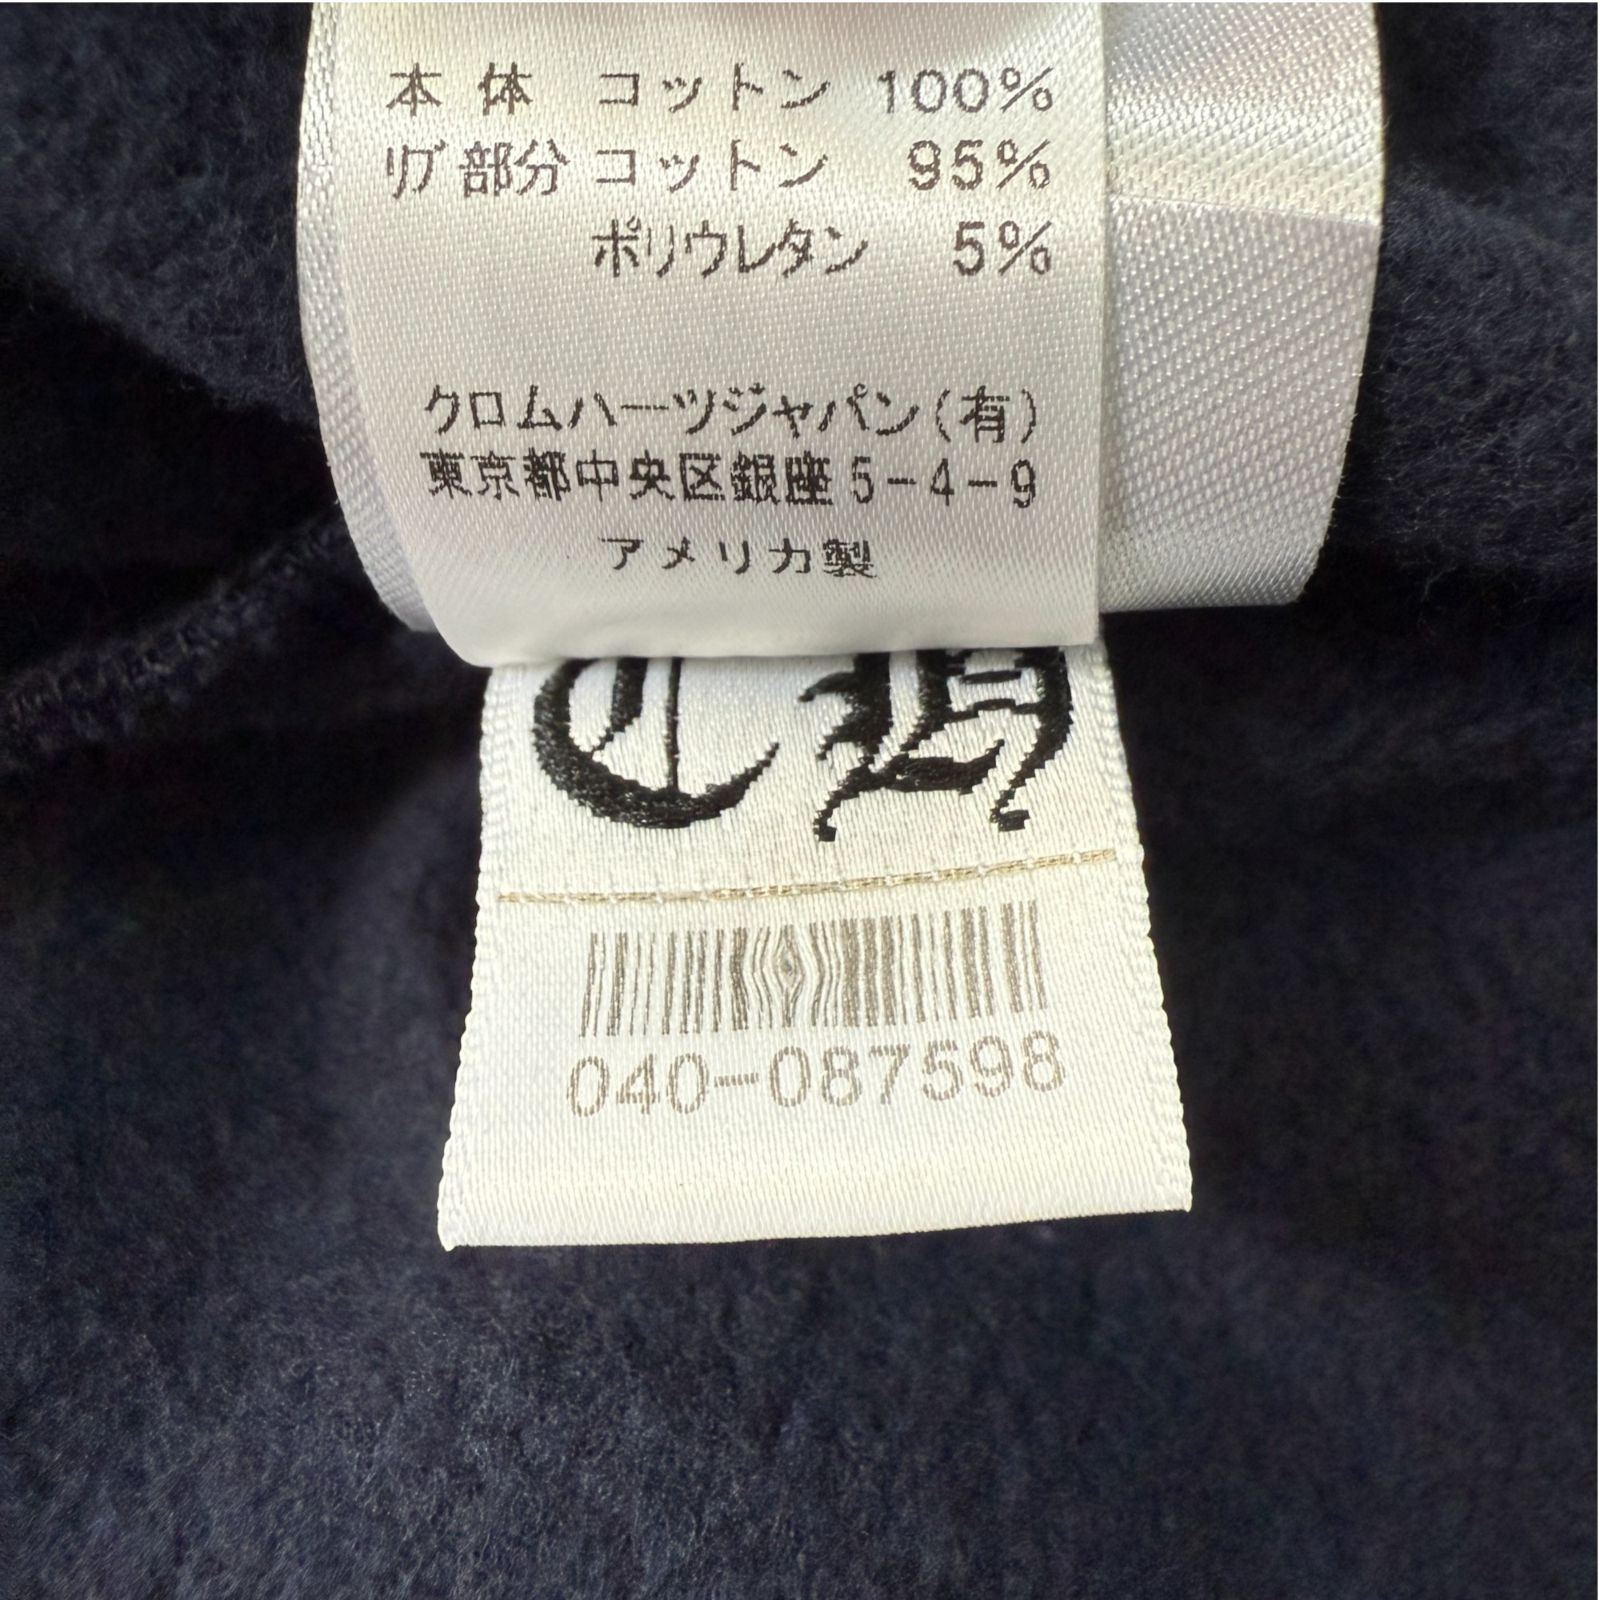 本体 コットン 100%
リブ部分 コットン 95%
ポリウレタン 5%
クロムハーツジャパン(有)
東京都中央区銀座5-4-9
アメリカ製
CH
040-087598